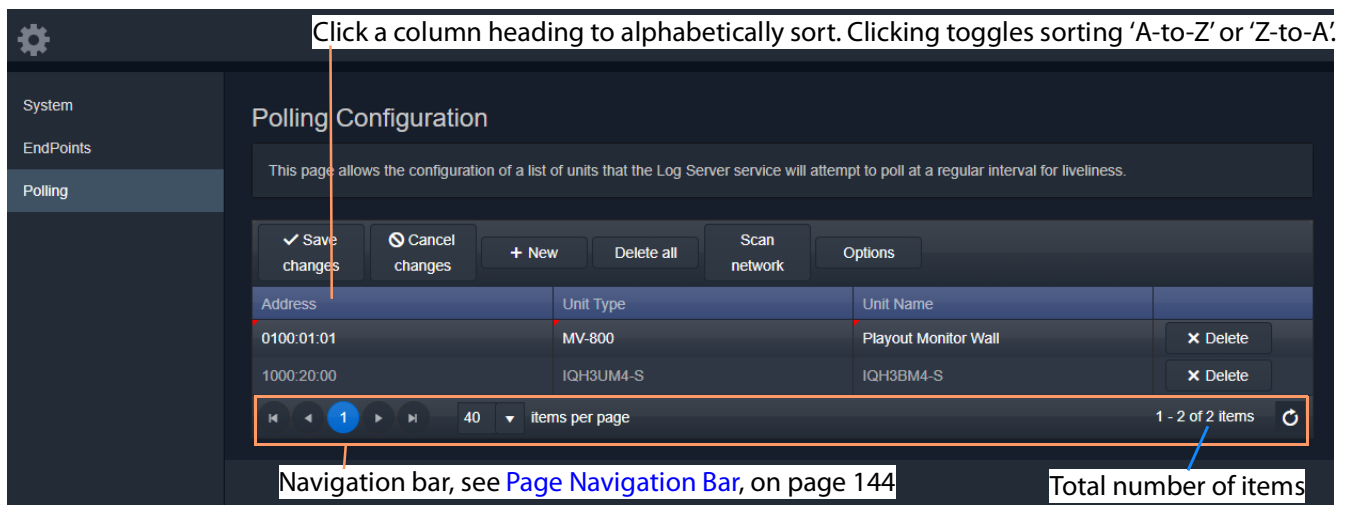 Click a column heading to alphabetically sort. Clicking toggles sorting ‘A-to-Z’ or ‘Z-to-A’.
System
EndPoints
Polling
Polling Configuration
This page allows the configuration of a list of units that the Log Server service will attempt to poll at a regular interval for liveliness.
Save changes
Cancel changes
+ New
Delete all
Scan network
Options
Address Unit Type Unit Name
0100:01:01 MV-800 Playout Monitor Wall × Delete
1000:20:00 IQH3UM4-S IQH3BM4-S × Delete
1 40 items per page 1 - 2 of 2 items
Navigation bar, see Page Navigation Bar, on page 144
Total number of items